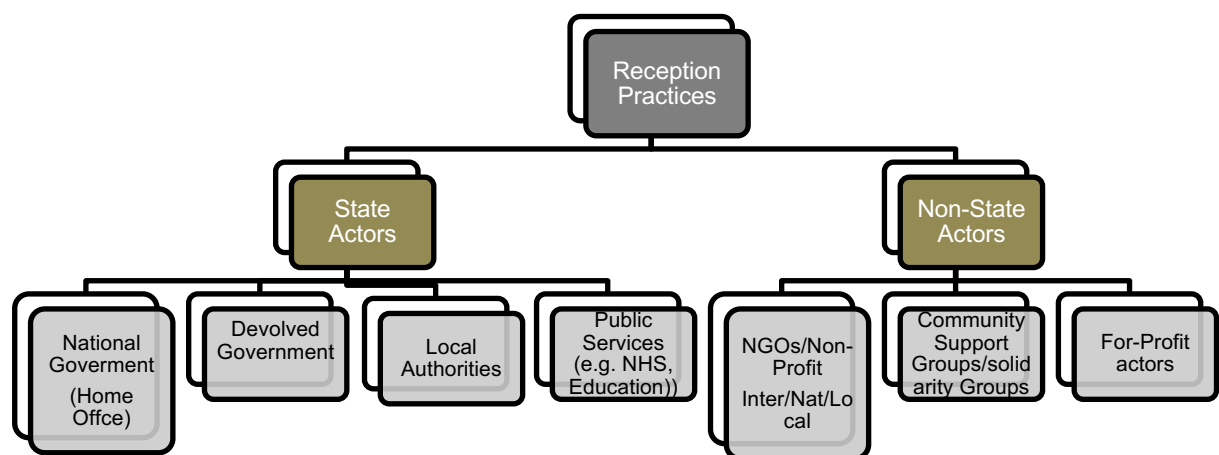 Reception
Practices
State
Actors
Non-State
Actors
National
Goverment
(Home
Offce)
Devolved
Government
Local
Authorities
Public
Services
(e.g. NHS,
Education))
NGOs/Non-
Profit
Inter/Nat/Lo
cal
Community
Support
Groups/solid
arity Groups
For-Profit
actors